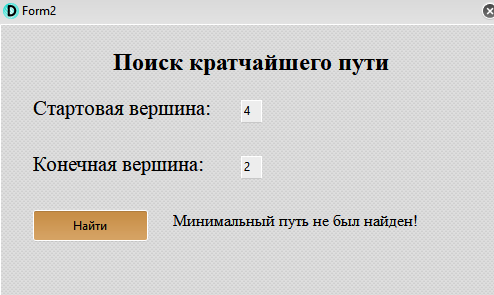 D Form2
Поиск кратчайшего пути
Стартовая вершина: 4
Конечная вершина: 2
Найти Минимальный путь не был найден!